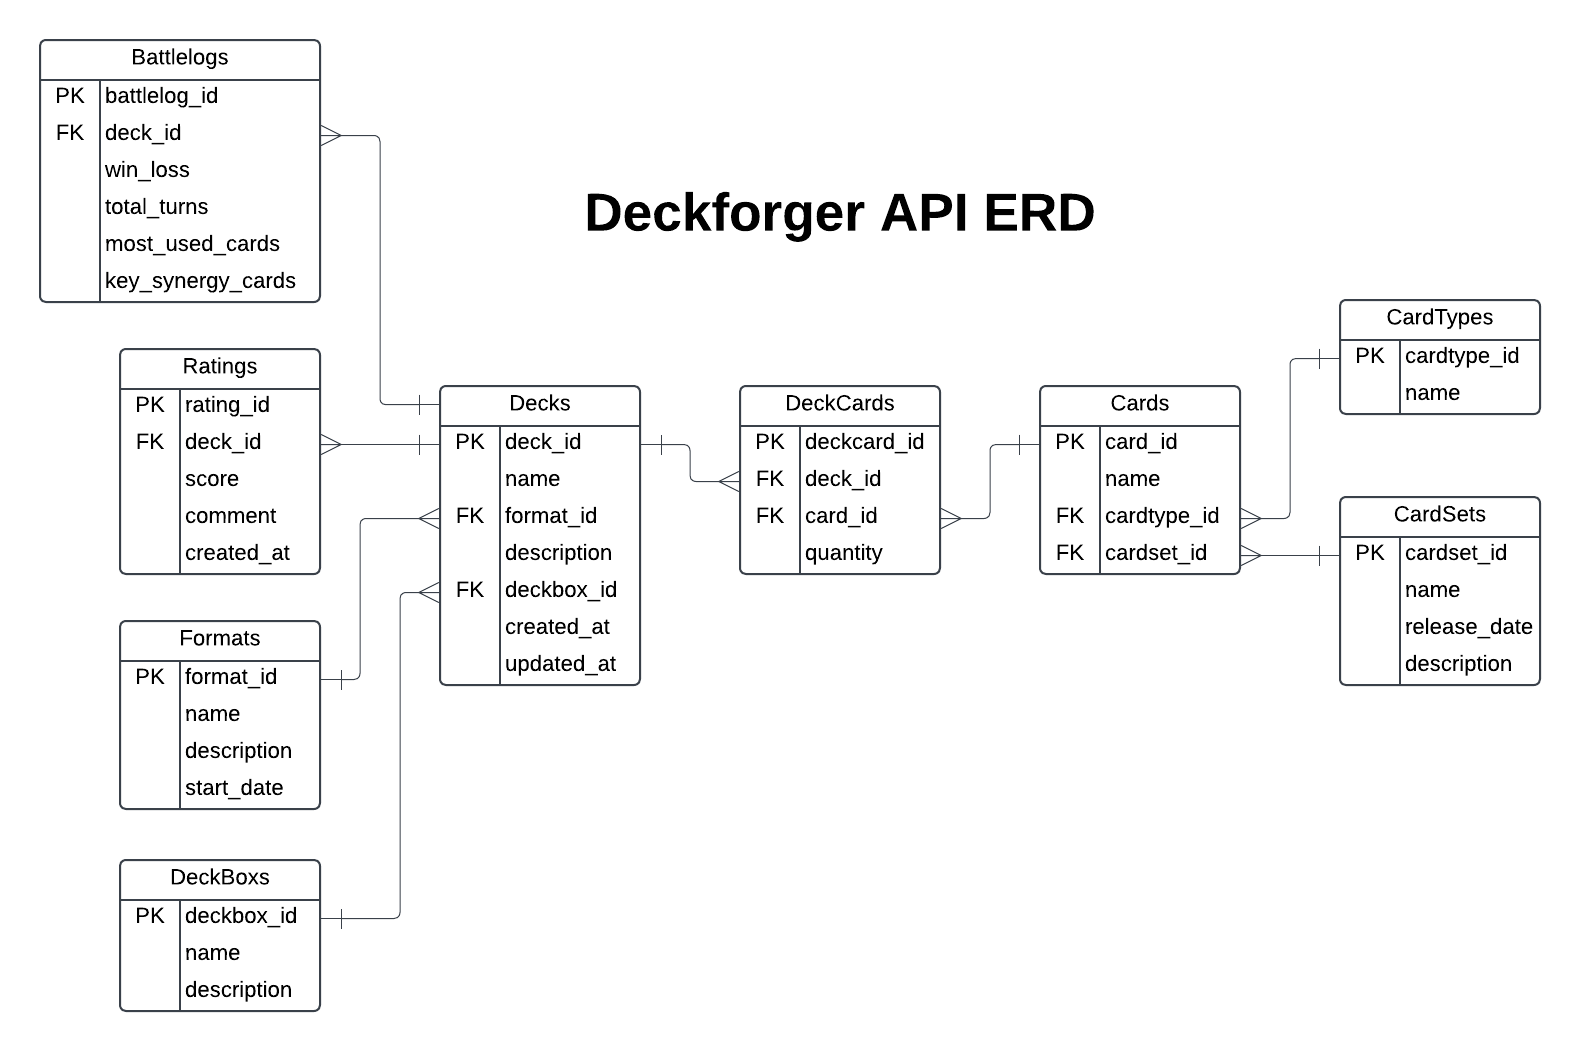 Deckforger API ERD
Battlelogs
PK battlelog_id
FK deck_id
win_loss
total_turns
most_used_cards
key_synergy_cards
Ratings
PK rating_id
FK deck_id
score
comment
created_at
Formats
PK format_id
name
description
start_date
DeckBoxs
PK deckbox_id
name
description
Decks
PK deck_id
name
FK format_id
description
FK deckbox_id
created_at
updated_at
DeckCards
PK deckcard_id
FK deck_id
FK card_id
quantity
Cards
PK card_id
name
FK cardtype_id
FK cardset_id
CardTypes
PK cardtype_id
name
CardSets
PK cardset_id
name
release_date
description